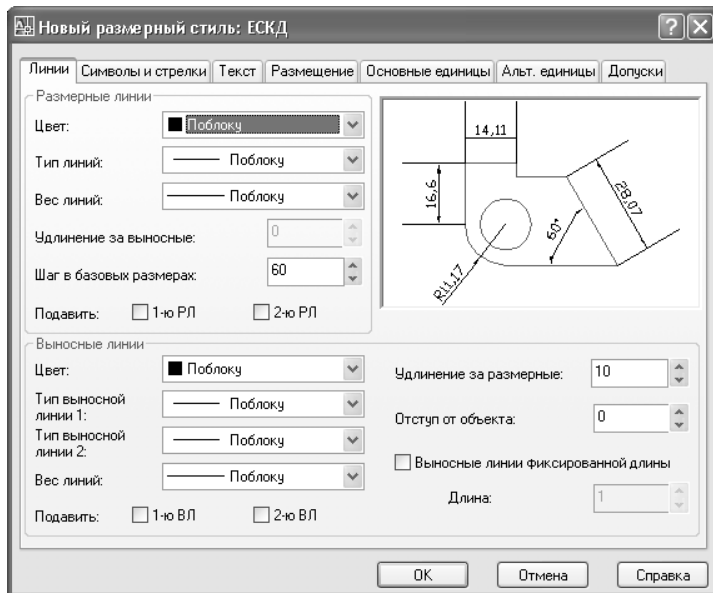 Новый размерный стиль: ЕСКД
Линии Символы и стрелки Текст Размещение Основные единицы Альт. единицы Допуски
Размерные линии
Цвет: Поблоку
Тип линий: Поблоку
Вес линий: Поблоку
Удлинение за выносные: 0
Шаг в базовых размерах: 60
Подавить: 1-ю РЛ 2-ю РЛ
14,11
16,6
28,07
60°
R11,17
Выносные линии
Цвет: Поблоку
Тип выносной
линии 1: Поблоку
Тип выносной
линии 2: Поблоку
Вес линий: Поблоку
Подавить: 1-ю ВЛ 2-ю ВЛ
Удлинение за размерные: 10
Отступ от объекта: 0
Выносные линии фиксированной длины
Длина: 1
OK Отмена Справка